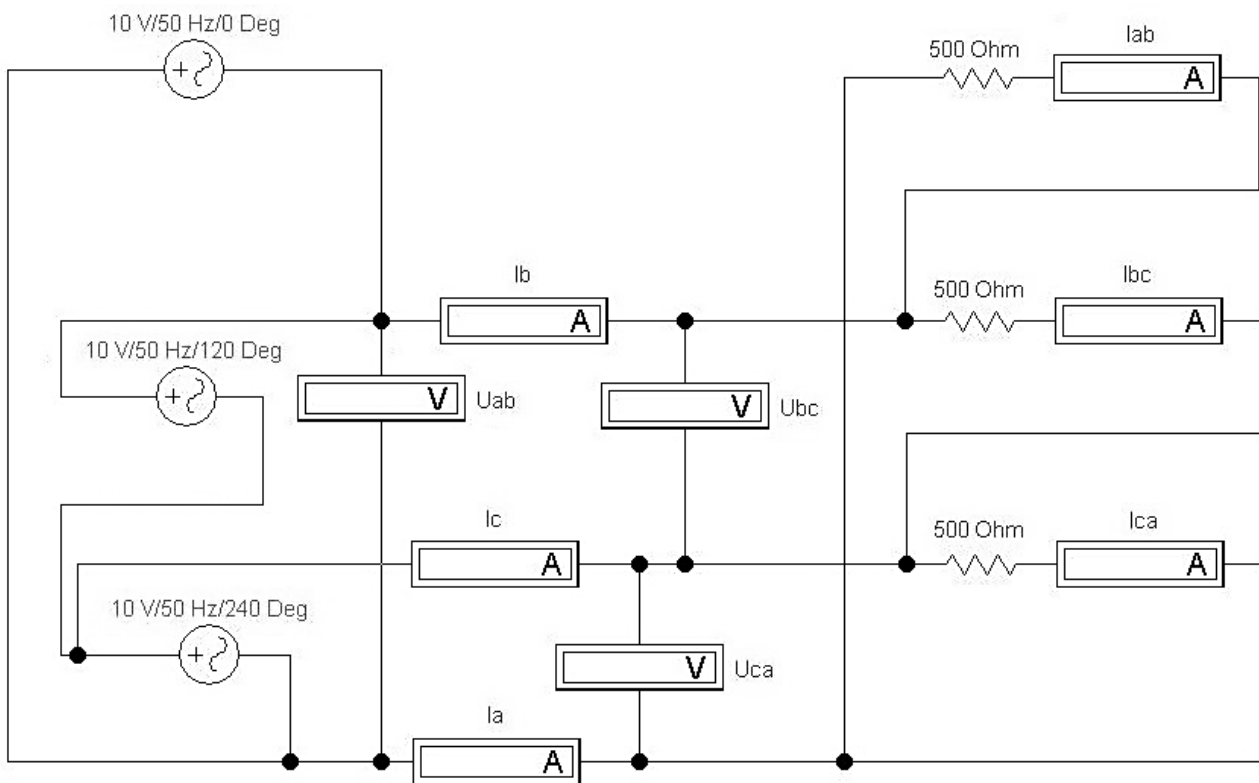 10 V/50 Hz/0 Deg
Iab
500 Ohm
A
Ib
Ibc
500 Ohm
A
A
10 V/50 Hz/120 Deg
V
Uab
V
Ubc
Ic
Ica
500 Ohm
A
A
10 V/50 Hz/240 Deg
V
Uca
Ia
A